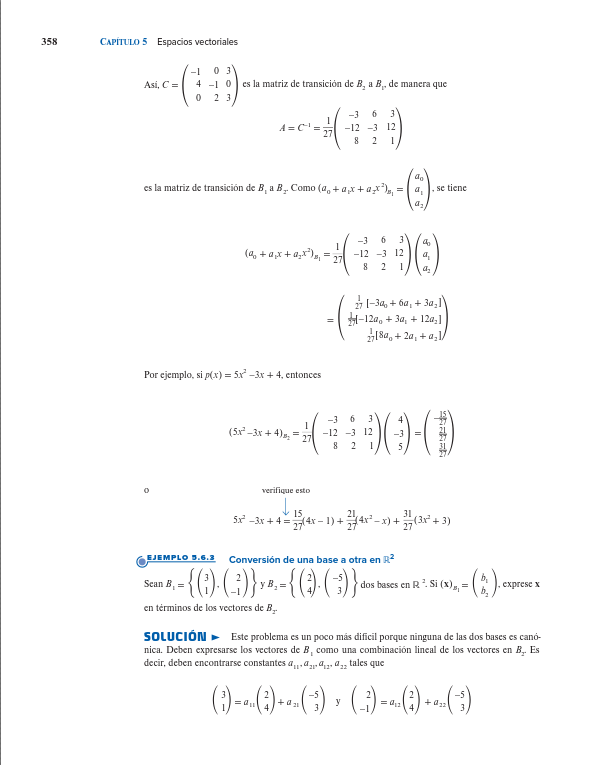 358 CAPÍTULO 5 Espacios vectoriales
Así, C = \begin{pmatrix} -1 & 0 & 3 \\ 4 & -1 & 0 \\ 0 & 2 & 3 \end{pmatrix} es la matriz de transición de B_2 a B_1, de manera que
A = C^{-1} = \frac{1}{27} \begin{pmatrix} -3 & 6 & 3 \\ -12 & -3 & 12 \\ 8 & 2 & 1 \end{pmatrix}
es la matriz de transición de B_1 a B_2. Como (a_0 + a_1x + a_2x^2)_{B_1} = \begin{pmatrix} a_0 \\ a_1 \\ a_2 \end{pmatrix}, se tiene
(a_0 + a_1x + a_2x^2)_{B_1} = \frac{1}{27} \begin{pmatrix} -3 & 6 & 3 \\ -12 & -3 & 12 \\ 8 & 2 & 1 \end{pmatrix} \begin{pmatrix} a_0 \\ a_1 \\ a_2 \end{pmatrix}
= \begin{pmatrix} \frac{1}{27}[-3a_0 + 6a_1 + 3a_2] \\ \frac{1}{27}[-12a_0 + 3a_1 + 12a_2] \\ \frac{1}{27}[8a_0 + 2a_1 + a_2] \end{pmatrix}
Por ejemplo, si p(x) = 5x^2 –3x + 4, entonces
(5x^2 –3x + 4)_{B_2} = \frac{1}{27} \begin{pmatrix} -3 & 6 & 3 \\ -12 & -3 & 12 \\ 8 & 2 & 1 \end{pmatrix} \begin{pmatrix} 4 \\ -3 \\ 5 \end{pmatrix} = \begin{pmatrix} -\frac{15}{27} \\ \frac{21}{27} \\ \frac{31}{27} \end{pmatrix}
o verifique esto
5x^2 –3x + 4 = \frac{15}{27}(4x – 1) + \frac{21}{27}(4x^2 – x) + \frac{31}{27}(3x^2 + 3)
EJEMPLO 5.6.3 Conversión de una base a otra en ℝ^2
Sean B_1 = \left\{ \begin{pmatrix} 3 \\ 1 \end{pmatrix}, \begin{pmatrix} 2 \\ -1 \end{pmatrix} \right\} y B_2 = \left\{ \begin{pmatrix} 2 \\ 4 \end{pmatrix}, \begin{pmatrix} -5 \\ 3 \end{pmatrix} \right\} dos bases en ℝ^2. Si (x)_{B_1} = \begin{pmatrix} b_1 \\ b_2 \end{pmatrix}, exprese x
en términos de los vectores de B_2.
SOLUCIÓN ► Este problema es un poco más difícil porque ninguna de las dos bases es canó-
nica. Deben expresarse los vectores de B_1 como una combinación lineal de los vectores en B_2. Es
decir, deben encontrarse constantes a_{11}, a_{21}, a_{12}, a_{22} tales que
\begin{pmatrix} 3 \\ 1 \end{pmatrix} = a_{11} \begin{pmatrix} 2 \\ 4 \end{pmatrix} + a_{21} \begin{pmatrix} -5 \\ 3 \end{pmatrix} y \begin{pmatrix} 2 \\ -1 \end{pmatrix} = a_{12} \begin{pmatrix} 2 \\ 4 \end{pmatrix} + a_{22} \begin{pmatrix} -5 \\ 3 \end{pmatrix}